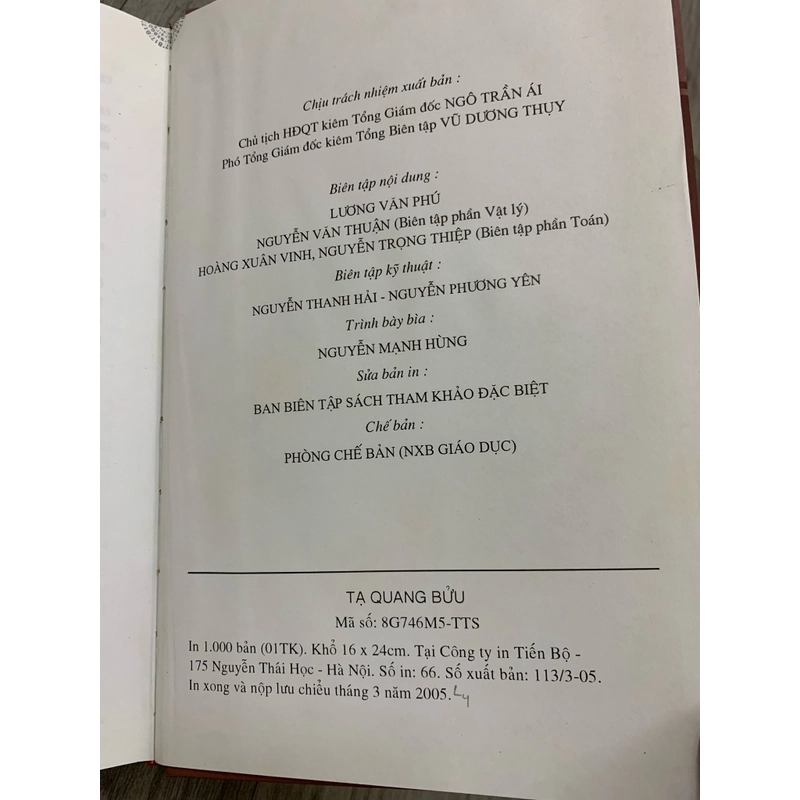 Chịu trách nhiệm xuất bản :
Chủ tịch HĐQT kiêm Tổng Giám đốc NGÔ TRẦN ÁI
Phó Tổng Giám đốc kiêm Tổng Biên tập VŨ DƯƠNG THỤY
Biên tập nội dung :
LƯƠNG VĂN PHÚ
NGUYỄN VĂN THUẬN (Biên tập phần Vật lý)
HOÀNG XUÂN VINH, NGUYỄN TRỌNG THIỆP (Biên tập phần Toán)
Biên tập kỹ thuật :
NGUYỄN THANH HẢI - NGUYỄN PHƯƠNG YÊN
Trình bày bìa :
NGUYỄN MẠNH HÙNG
Sửa bản in :
BAN BIÊN TẬP SÁCH THAM KHẢO ĐẶC BIỆT
Chế bản :
PHÒNG CHẾ BẢN (NXB GIÁO DỤC)
TẠ QUANG BỬU
Mã số: 8G746M5-TTS
In 1.000 bản (01TK). Khổ 16 x 24cm. Tại Công ty in Tiến Bộ -
175 Nguyễn Thái Học - Hà Nội. Số in: 66. Số xuất bản: 113/3-05.
In xong và nộp lưu chiểu tháng 3 năm 2005.